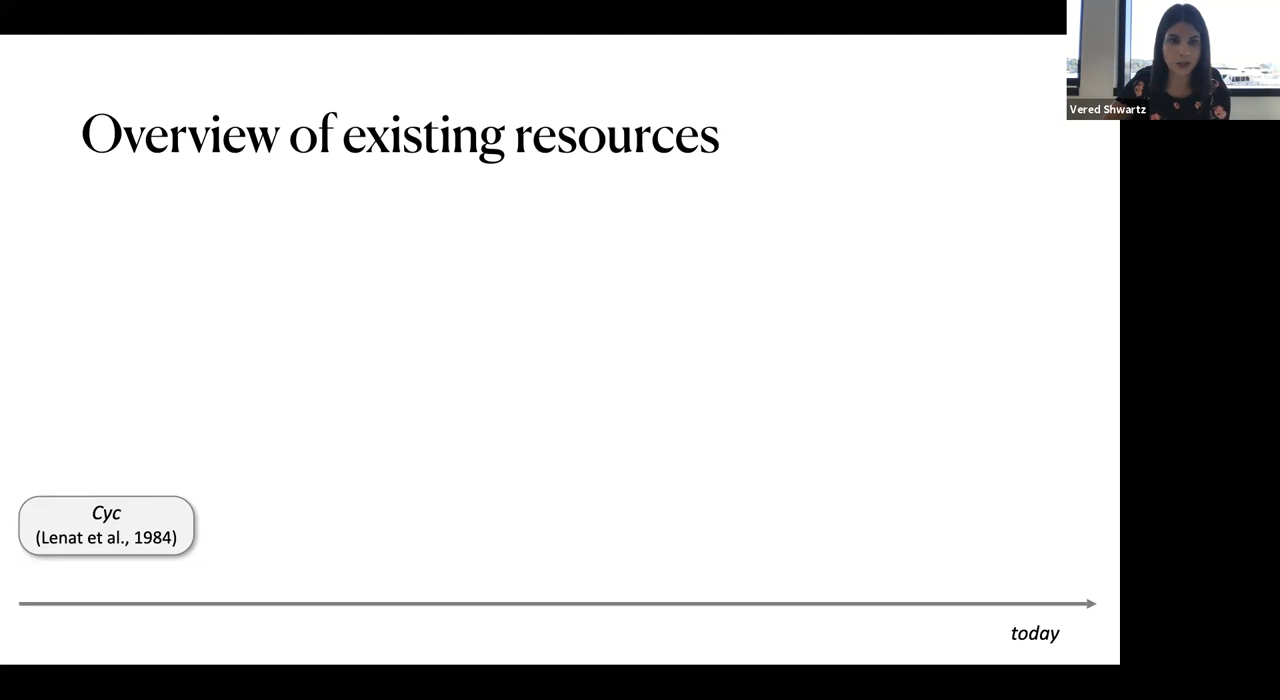 Vered Shwartz
Overview of existing resources
Cyc
(Lenat et al., 1984)
today